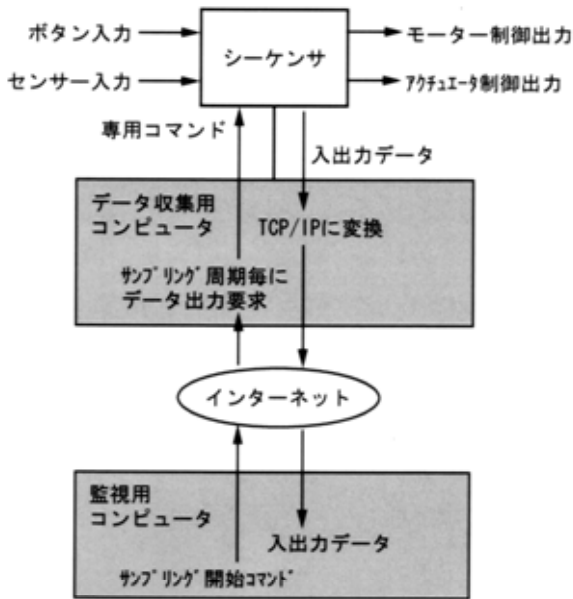 ボタン入力
センサー入力
シーケンサ
モーター制御出力
ｱｸﾁｭｴｰﾀ制御出力
専用コマンド
入出力データ
データ収集用
コンピュータ
TCP/IPに変換
ｻﾝﾌﾟﾘﾝｸﾞ周期毎に
データ出力要求
インターネット
監視用
コンピュータ
入出力データ
ｻﾝﾌﾟﾘﾝｸﾞ開始ｺﾏﾝﾄﾞ